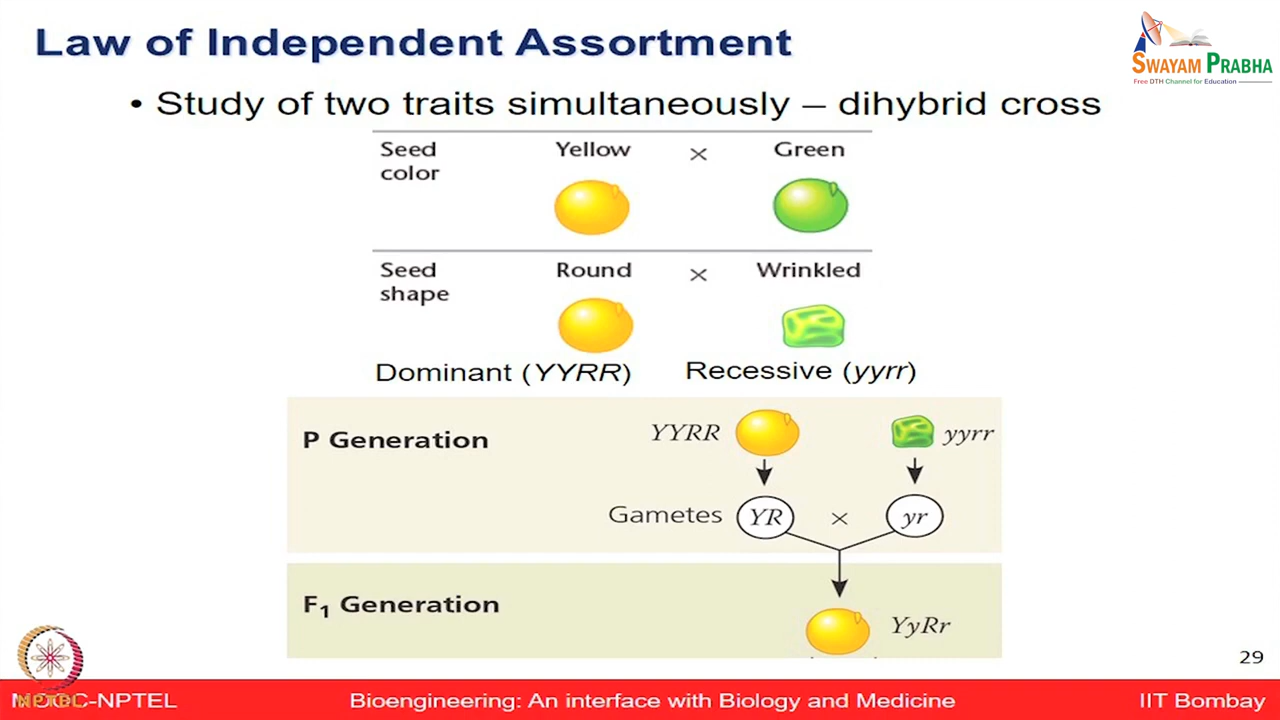 Law of Independent Assortment
SWAYAM PRABHA
Free DTH Channel for Education
• Study of two traits simultaneously – dihybrid cross
Seed color Yellow × Green
Seed shape Round × Wrinkled
Dominant (YYRR) Recessive (yyrr)
P Generation YYRR yyrr
Gametes YR × yr
F1 Generation YyRr
29
MOOC-NPTEL Bioengineering: An interface with Biology and Medicine IIT Bombay
NPTEL